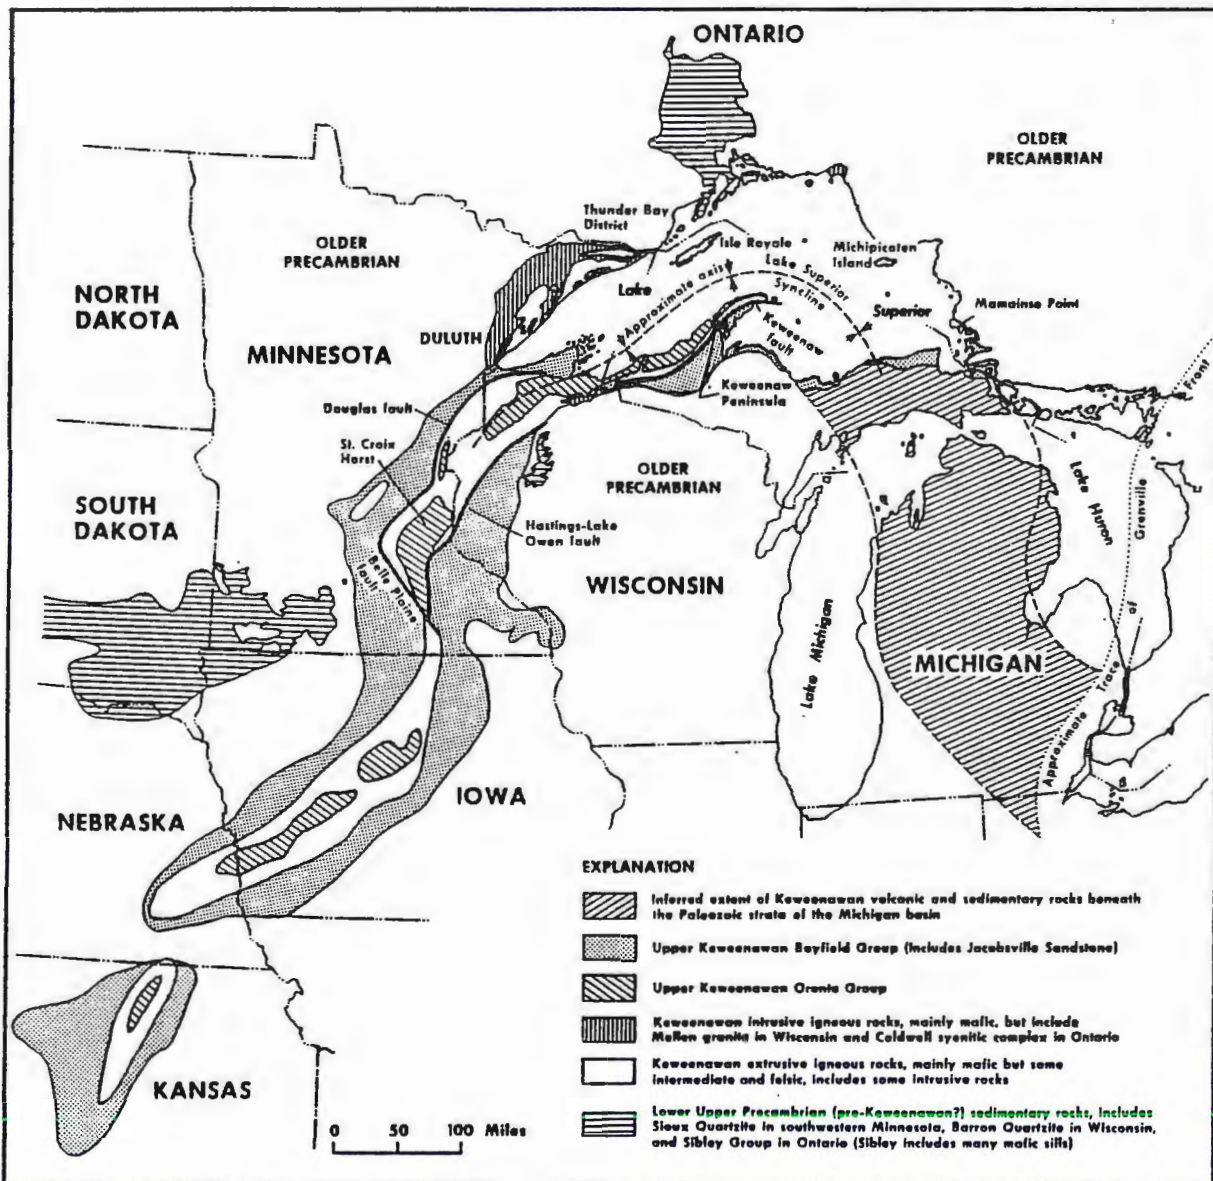 ONTARIO
OLDER
PRECAMBRIAN
Thunder Bay
District
Isle Royale
Michipicoten
Island
OLDER
PRECAMBRIAN
NORTH
DAKOTA
Lake
Approximate axis
Lake Superior
Syncline
Superior
Mamainse Point
DULUTH
MINNESOTA
Keweenaw
fault
Keweenaw
Peninsula
Douglas fault
St. Croix
Horst
OLDER
PRECAMBRIAN
SOUTH
DAKOTA
Hastings-Lake
Owen fault
Belle Plaine
fault
WISCONSIN
Lake Michigan
Lake Huron
MICHIGAN
Approximate Trace of Grenville Front
NEBRASKA
IOWA
KANSAS
0 50 100 Miles
EXPLANATION
Inferred extent of Keweenawan volcanic and sedimentary rocks beneath
the Paleozoic strata of the Michigan basin
Upper Keweenawan Bayfield Group (Includes Jacobsville Sandstone)
Upper Keweenawan Oronto Group
Keweenawan intrusive igneous rocks, mainly mafic, but include
Mellen granite in Wisconsin and Coldwell syenitic complex in Ontario
Keweenawan extrusive igneous rocks, mainly mafic but some
intermediate and felsic, includes some intrusive rocks
Lower Upper Precambrian (pre-Keweenawan?) sedimentary rocks, includes
Sioux Quartzite in southwestern Minnesota, Barron Quartzite in Wisconsin,
and Sibley Group in Ontario (Sibley includes many mafic sills)